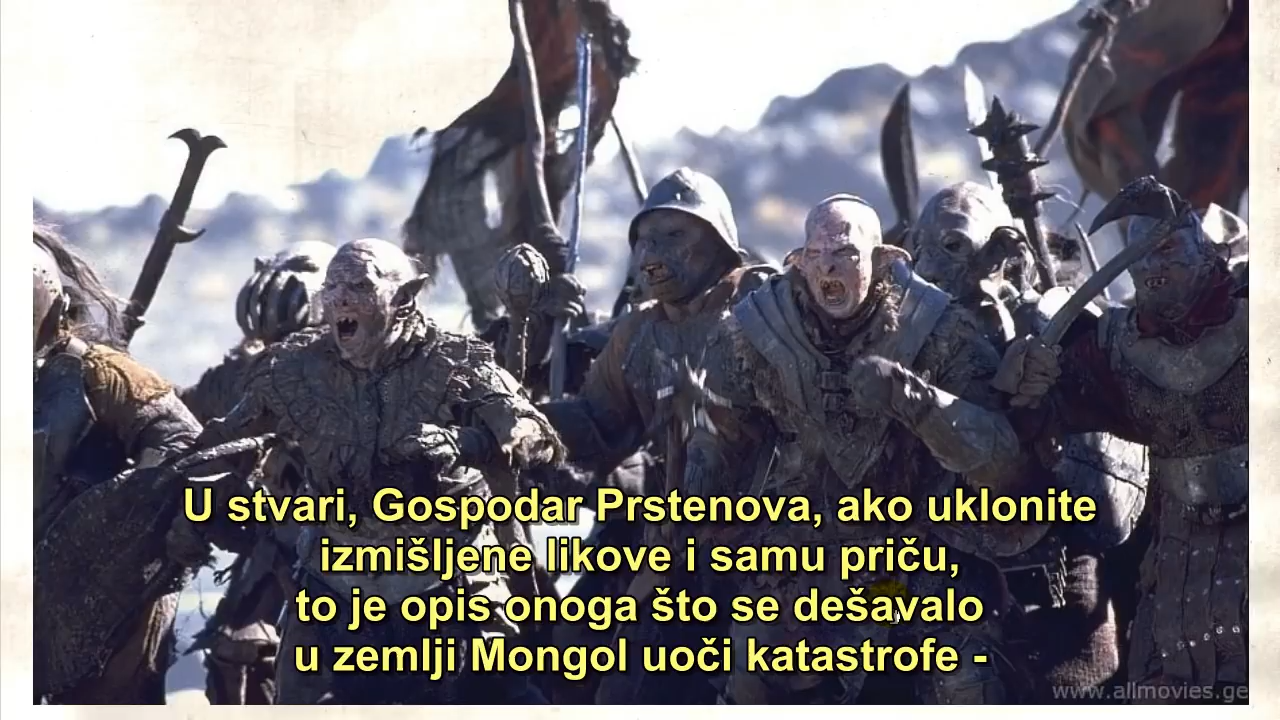 U stvari, Gospodar Prstenova, ako uklonite
izmišljene likove i samu priču,
to je opis onoga što se dešavalo
u zemlji Mongol uoči katastrofe -
www.allmovies.ge